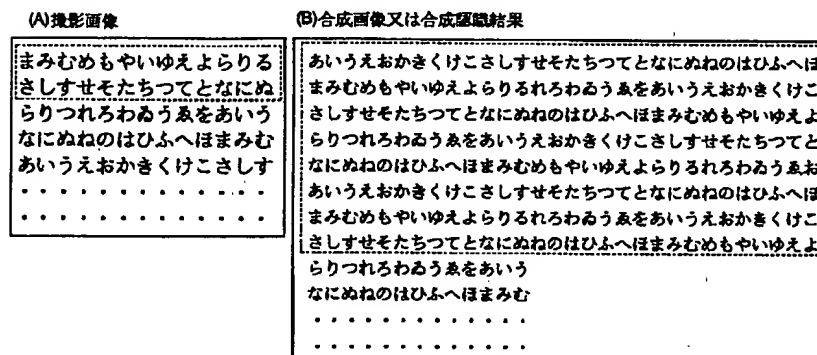 (A)撮影画像
まみむめもやいゆえよらりる
さしすせそたちつてとなにぬ
らりつれろわゐうゑをあいう
なにぬねのはひふへほまみむ
あいうえおかきくけこさしす
・・・・・・・・・・・・・
・・・・・・・・・・・・・
(B)合成画像又は合成認識結果
あいうえおかきくけこさしすせそたちつてとなにぬねのはひふへほ
まみむめもやいゆえよらりるれろわゐうゑをあいうえおかきくけこ
さしすせそたちつてとなにぬねのはひふへほまみむめもやいゆえよ
らりつれろわゐうゑをあいうえおかきくけこさしすせそたちつてと
なにぬねのはひふへほまみむめもやいゆえよらりるれろわゐうゑお
あいうえおかきくけこさしすせそたちつてとなにぬねのはひふへほ
まみむめもやいゆえよらりるれろわゐうゑをあいうえおかきくけこ
さしすせそたちつてとなにぬねのはひふへほまみむめもやいゆえよ
らりつれろわゐうゑをあいう
なにぬねのはひふへほまみむ
・・・・・・・・・・・・・
・・・・・・・・・・・・・